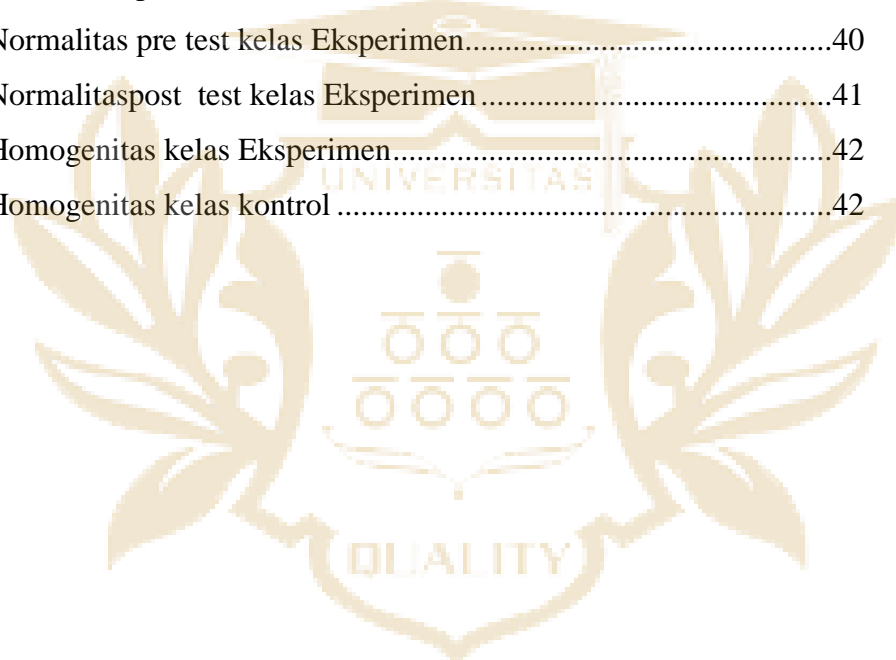 Normalitas pre test kelas Eksperimen............................................40
Normalitaspost  test kelas Eksperimen..........................................41
Homogenitas kelas Eksperimen.....................................................42
Homogenitas kelas kontrol............................................................42
UNIVERSITAS
QUALITY